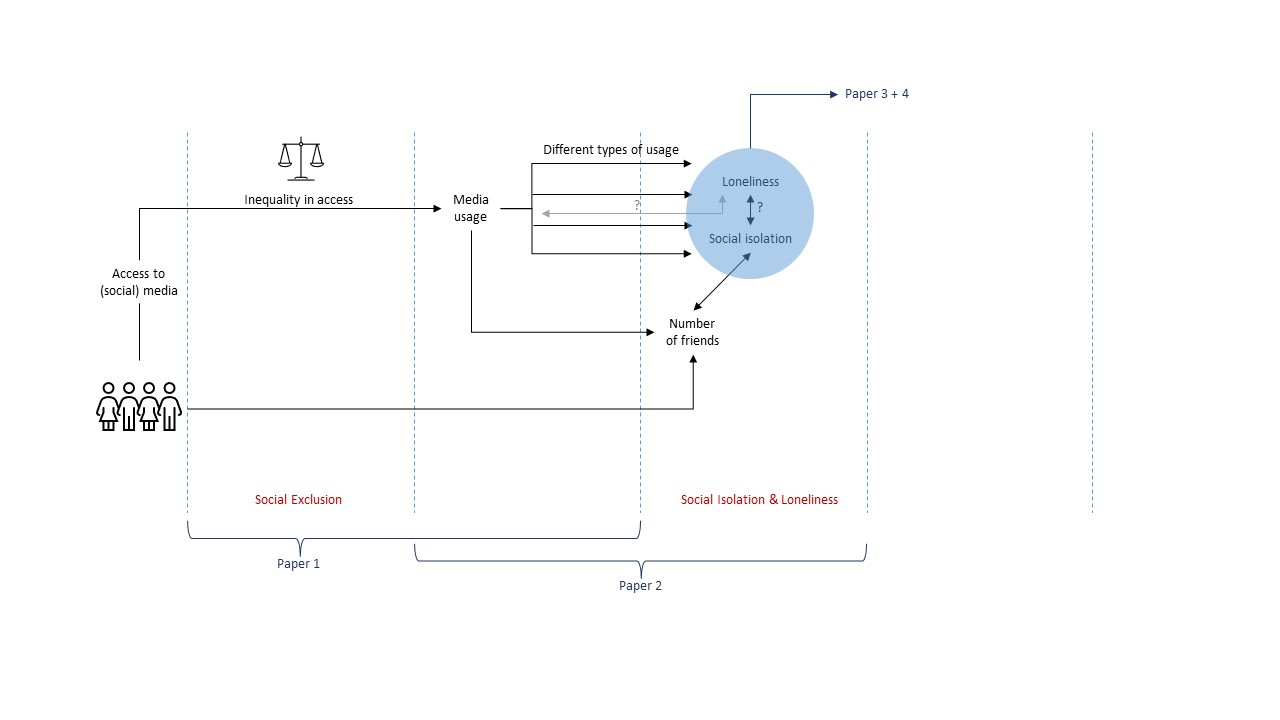 Paper 3 + 4
Different types of usage
Loneliness
Inequality in access
Media
usage
?
?
Social isolation
Access to
(social) media
Number
of friends
Social Exclusion
Social Isolation & Loneliness
Paper 1
Paper 2